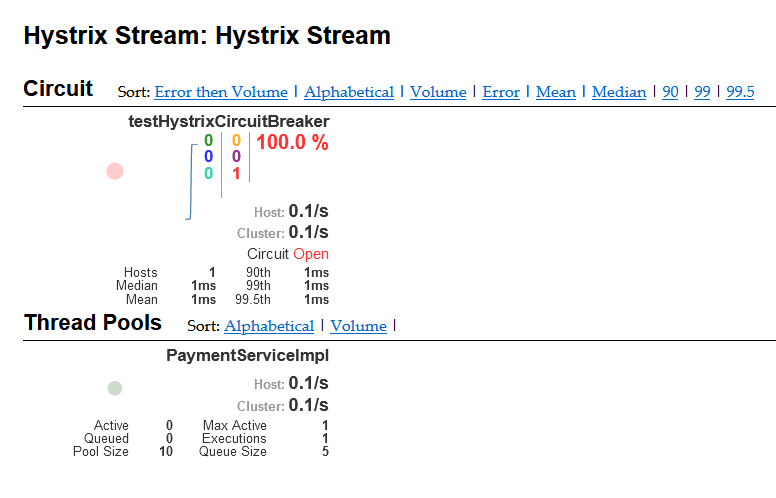 Hystrix Stream: Hystrix Stream
Circuit Sort: Error then Volume | Alphabetical | Volume | Error | Mean | Median | 90 | 99 | 99.5
testHystrixCircuitBreaker
0 0 100.0 %
0 0
0 1
Host: 0.1/s
Cluster: 0.1/s
Circuit Open
Hosts 1 90th 1ms
Median 1ms 99th 1ms
Mean 1ms 99.5th 1ms
Thread Pools Sort: Alphabetical | Volume |
PaymentServiceImpl
Host: 0.1/s
Cluster: 0.1/s
Active 0 Max Active 1
Queued 0 Executions 1
Pool Size 10 Queue Size 5